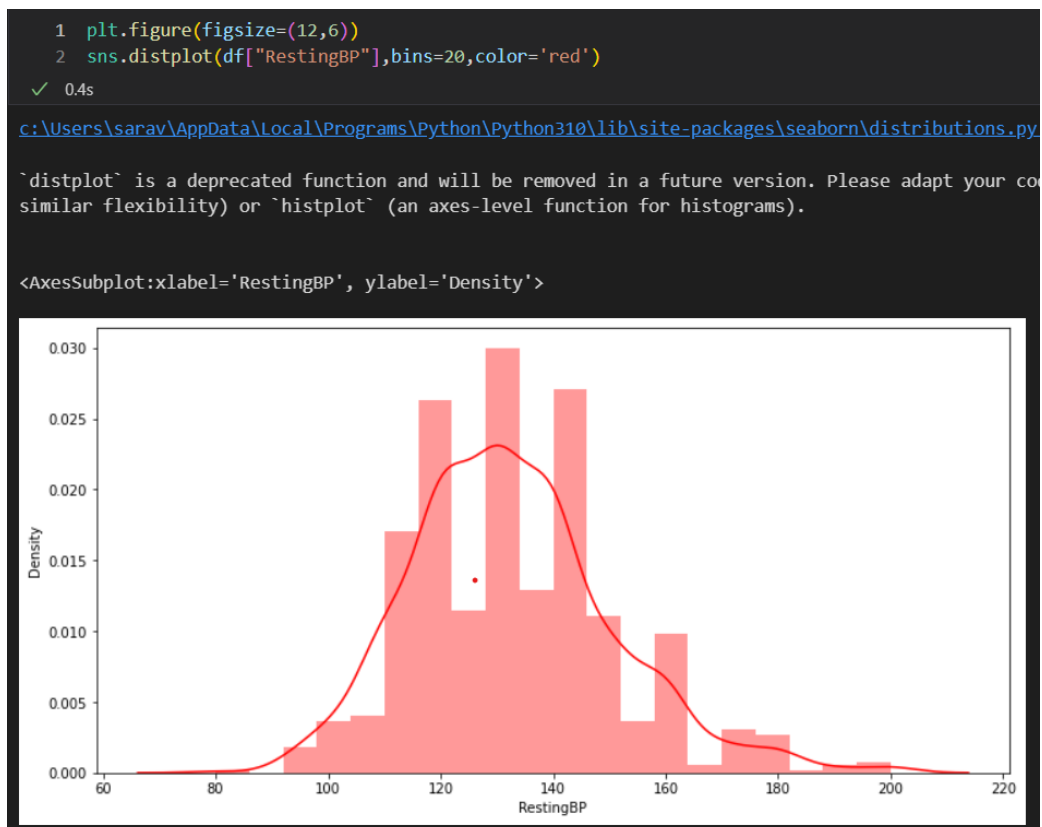 1 plt.figure(figsize=(12,6))
2 sns.distplot(df["RestingBP"],bins=20,color='red')
✓ 0.4s
c:\Users\sarav\AppData\Local\Programs\Python\Python310\lib\site-packages\seaborn\distributions.py
`distplot` is a deprecated function and will be removed in a future version. Please adapt your
similar flexibility) or `histplot` (an axes-level function for histograms).
<AxesSubplot:xlabel='RestingBP', ylabel='Density'>
0.030
0.025
0.020
0.015
0.010
0.005
0.000
Density
60 80 100 120 140 160 180 200 220
RestingBP